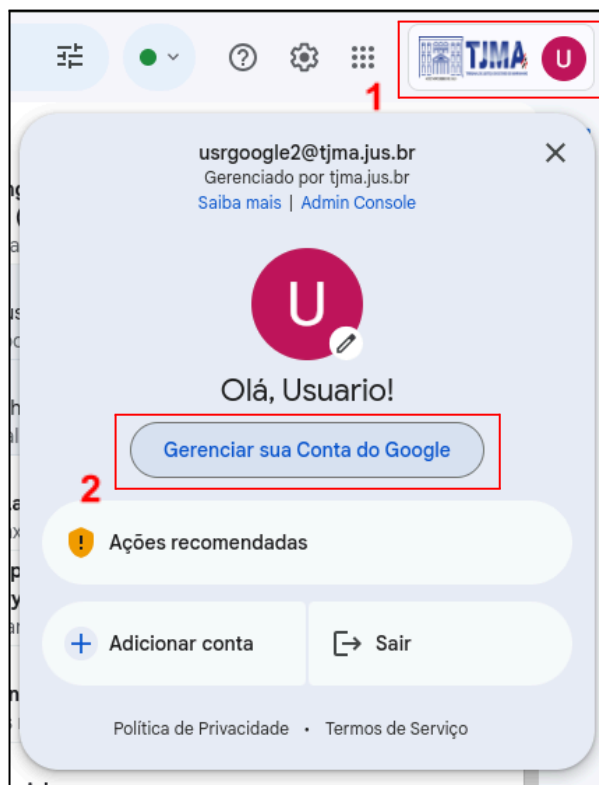 TJMA
U
1
usrgoogle2@tjma.jus.br
Gerenciado por tjma.jus.br
Saiba mais | Admin Console
U
Olá, Usuario!
Gerenciar sua Conta do Google
2
Ações recomendadas
Adicionar conta
Sair
Política de Privacidade • Termos de Serviço